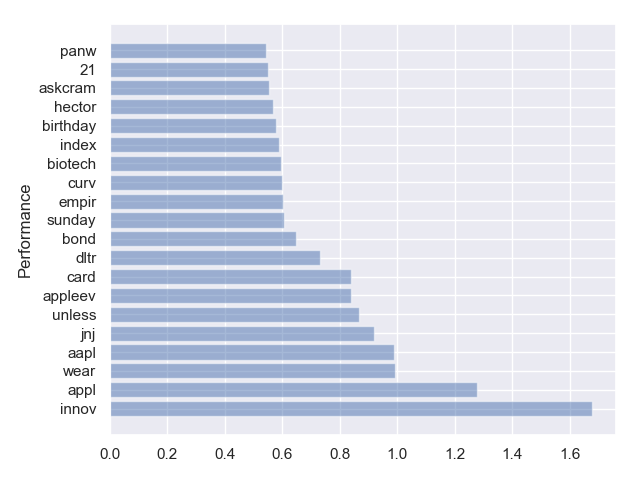 panw
21
askcram
hector
birthday
index
biotech
curv
empir
sunday
bond
dltr
card
appleev
unless
jnj
aapl
wear
appl
innov
Performance
0.0 0.2 0.4 0.6 0.8 1.0 1.2 1.4 1.6